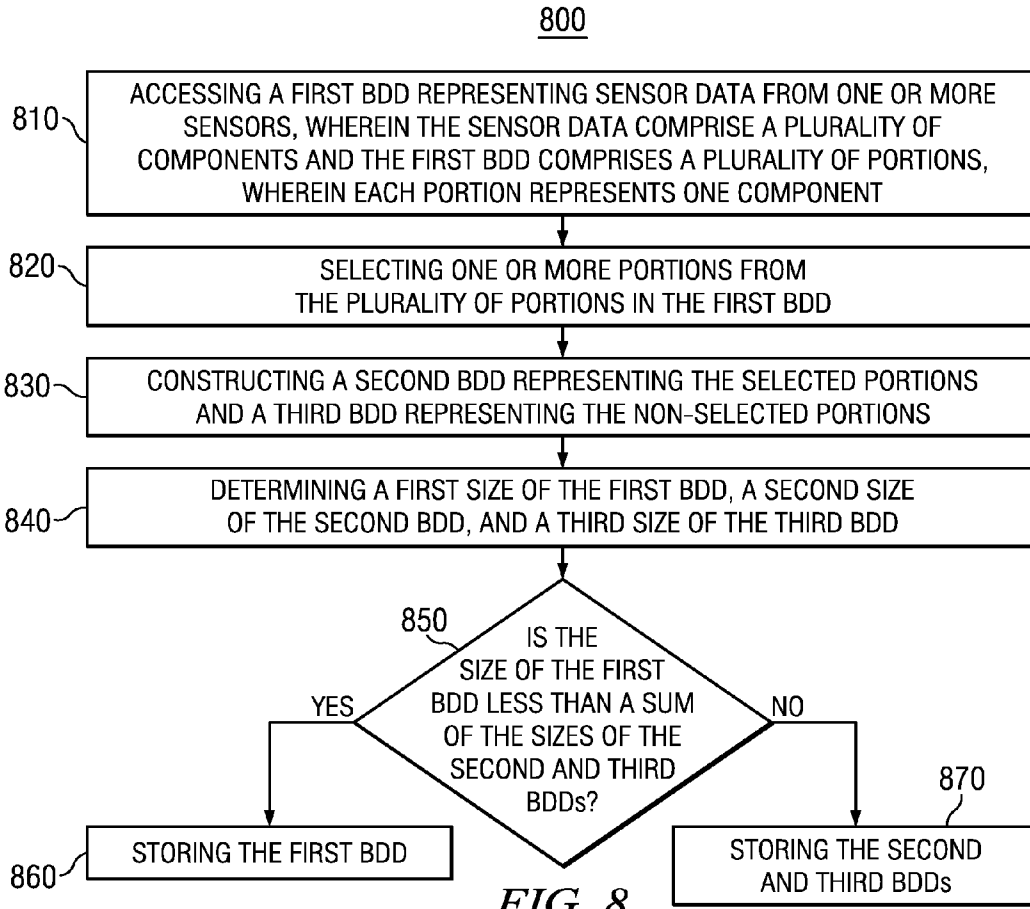 800
810
ACCESSING A FIRST BDD REPRESENTING SENSOR DATA FROM ONE OR MORE
SENSORS, WHEREIN THE SENSOR DATA COMPRISE A PLURALITY OF
COMPONENTS AND THE FIRST BDD COMPRISES A PLURALITY OF PORTIONS,
WHEREIN EACH PORTION REPRESENTS ONE COMPONENT
820
SELECTING ONE OR MORE PORTIONS FROM
THE PLURALITY OF PORTIONS IN THE FIRST BDD
830
CONSTRUCTING A SECOND BDD REPRESENTING THE SELECTED PORTIONS
AND A THIRD BDD REPRESENTING THE NON-SELECTED PORTIONS
840
DETERMINING A FIRST SIZE OF THE FIRST BDD, A SECOND SIZE
OF THE SECOND BDD, AND A THIRD SIZE OF THE THIRD BDD
850
IS THE
SIZE OF THE FIRST
BDD LESS THAN A SUM
OF THE SIZES OF THE
SECOND AND THIRD
BDDs?
YES
NO
860
STORING THE FIRST BDD
870
STORING THE SECOND
AND THIRD BDDs
FIG. 8